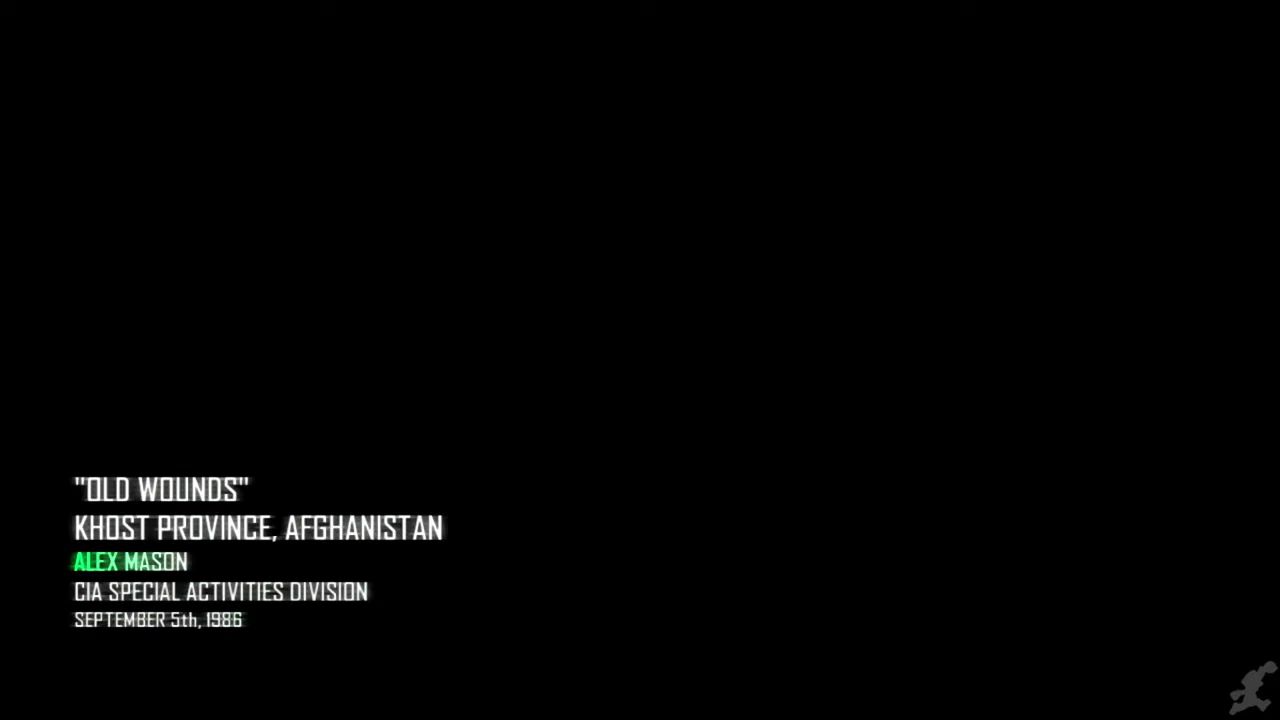 "OLD WOUNDS"
KHOST PROVINCE, AFGHANISTAN
ALEX MASON
CIA SPECIAL ACTIVITIES DIVISION
SEPTEMBER 5th, 1986